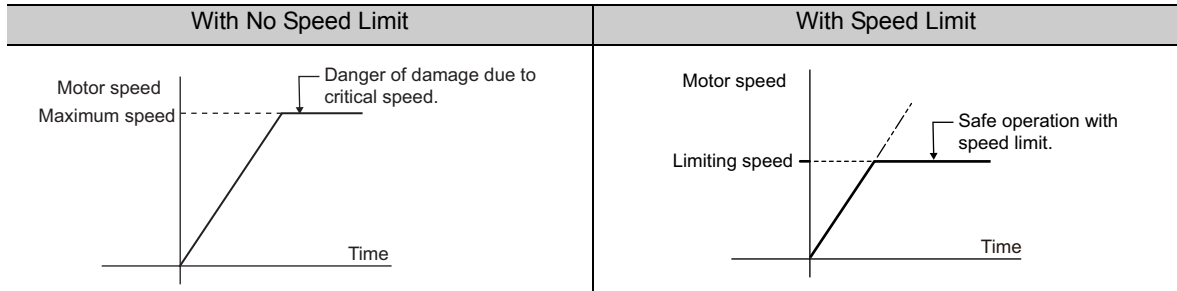 With No Speed Limit
With Speed Limit
Motor speed
Maximum speed
Danger of damage due to
critical speed.
Time
Motor speed
Limiting speed
Safe operation with
speed limit.
Time